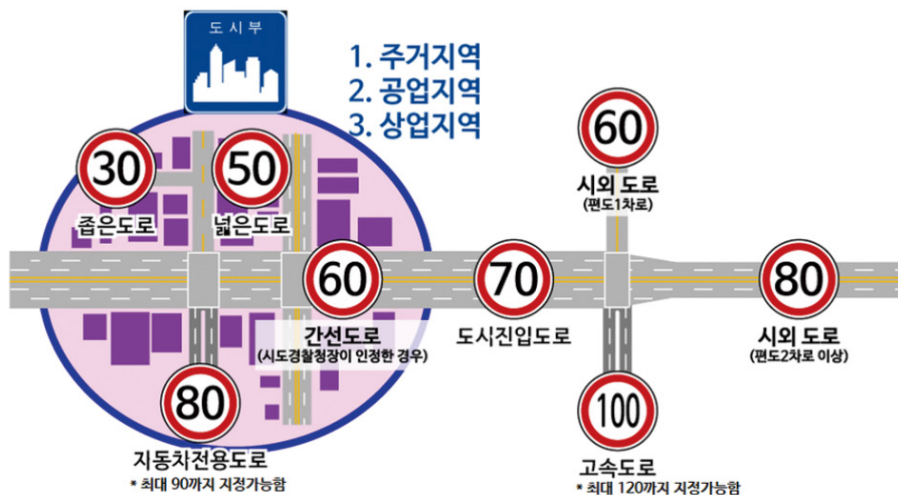 도시부
1. 주거지역
2. 공업지역
3. 상업지역
30
좁은도로
50
넓은도로
60
시외 도로
(편도1차로)
60
간선도로
(시도경찰청장이 인정한 경우)
70
도시진입도로
80
시외 도로
(편도2차로 이상)
80
지동차전용도로
* 최대 90까지 지정가능함
100
고속도로
* 최대 120까지 지정가능함